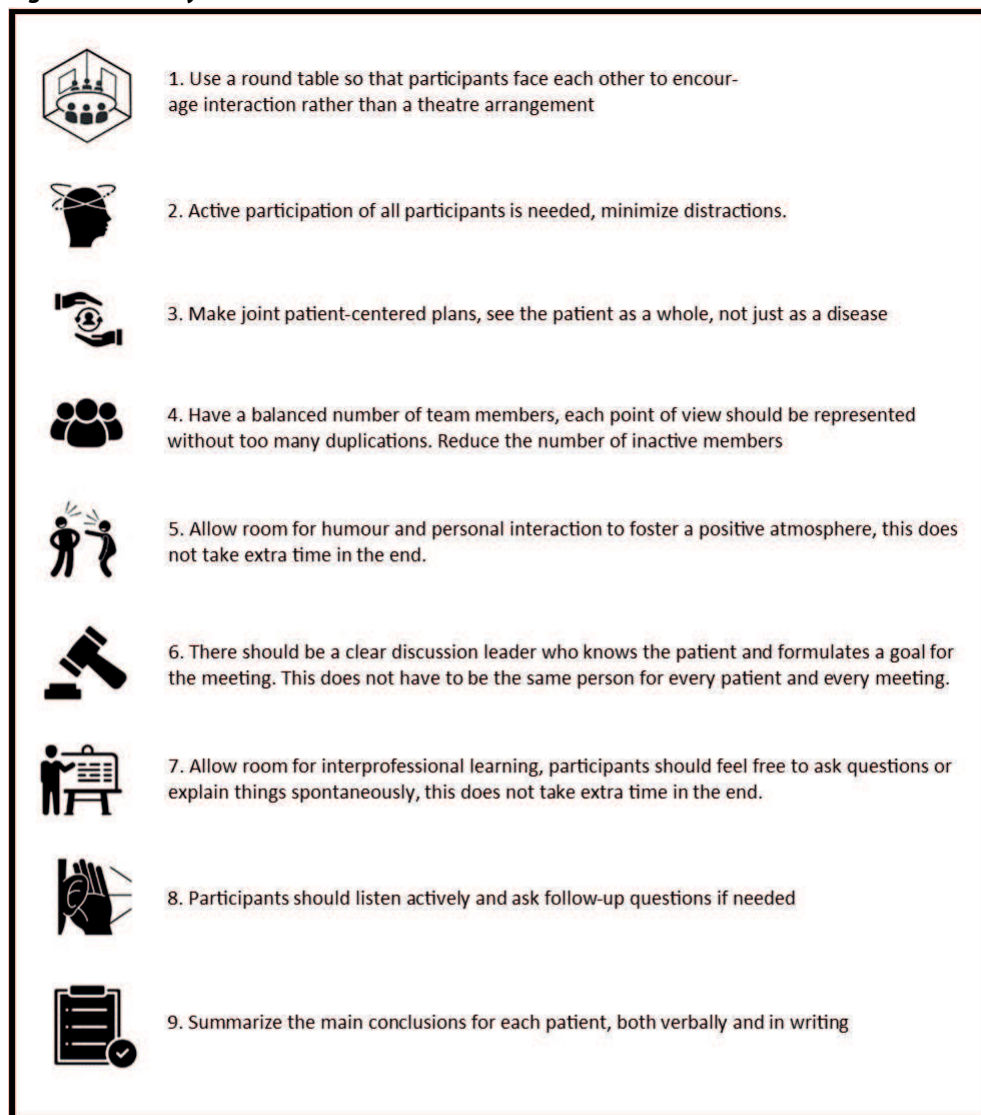 1. Use a round table so that participants face each other to encour-
age interaction rather than a theatre arrangement
2. Active participation of all participants is needed, minimize distractions.
3. Make joint patient-centered plans, see the patient as a whole, not just as a disease
4. Have a balanced number of team members, each point of view should be represented
without too many duplications. Reduce the number of inactive members
5. Allow room for humour and personal interaction to foster a positive atmosphere, this does
not take extra time in the end.
6. There should be a clear discussion leader who knows the patient and formulates a goal for
the meeting. This does not have to be the same person for every patient and every meeting.
7. Allow room for interprofessional learning, participants should feel free to ask questions or
explain things spontaneously, this does not take extra time in the end.
8. Participants should listen actively and ask follow-up questions if needed
9. Summarize the main conclusions for each patient, both verbally and in writing